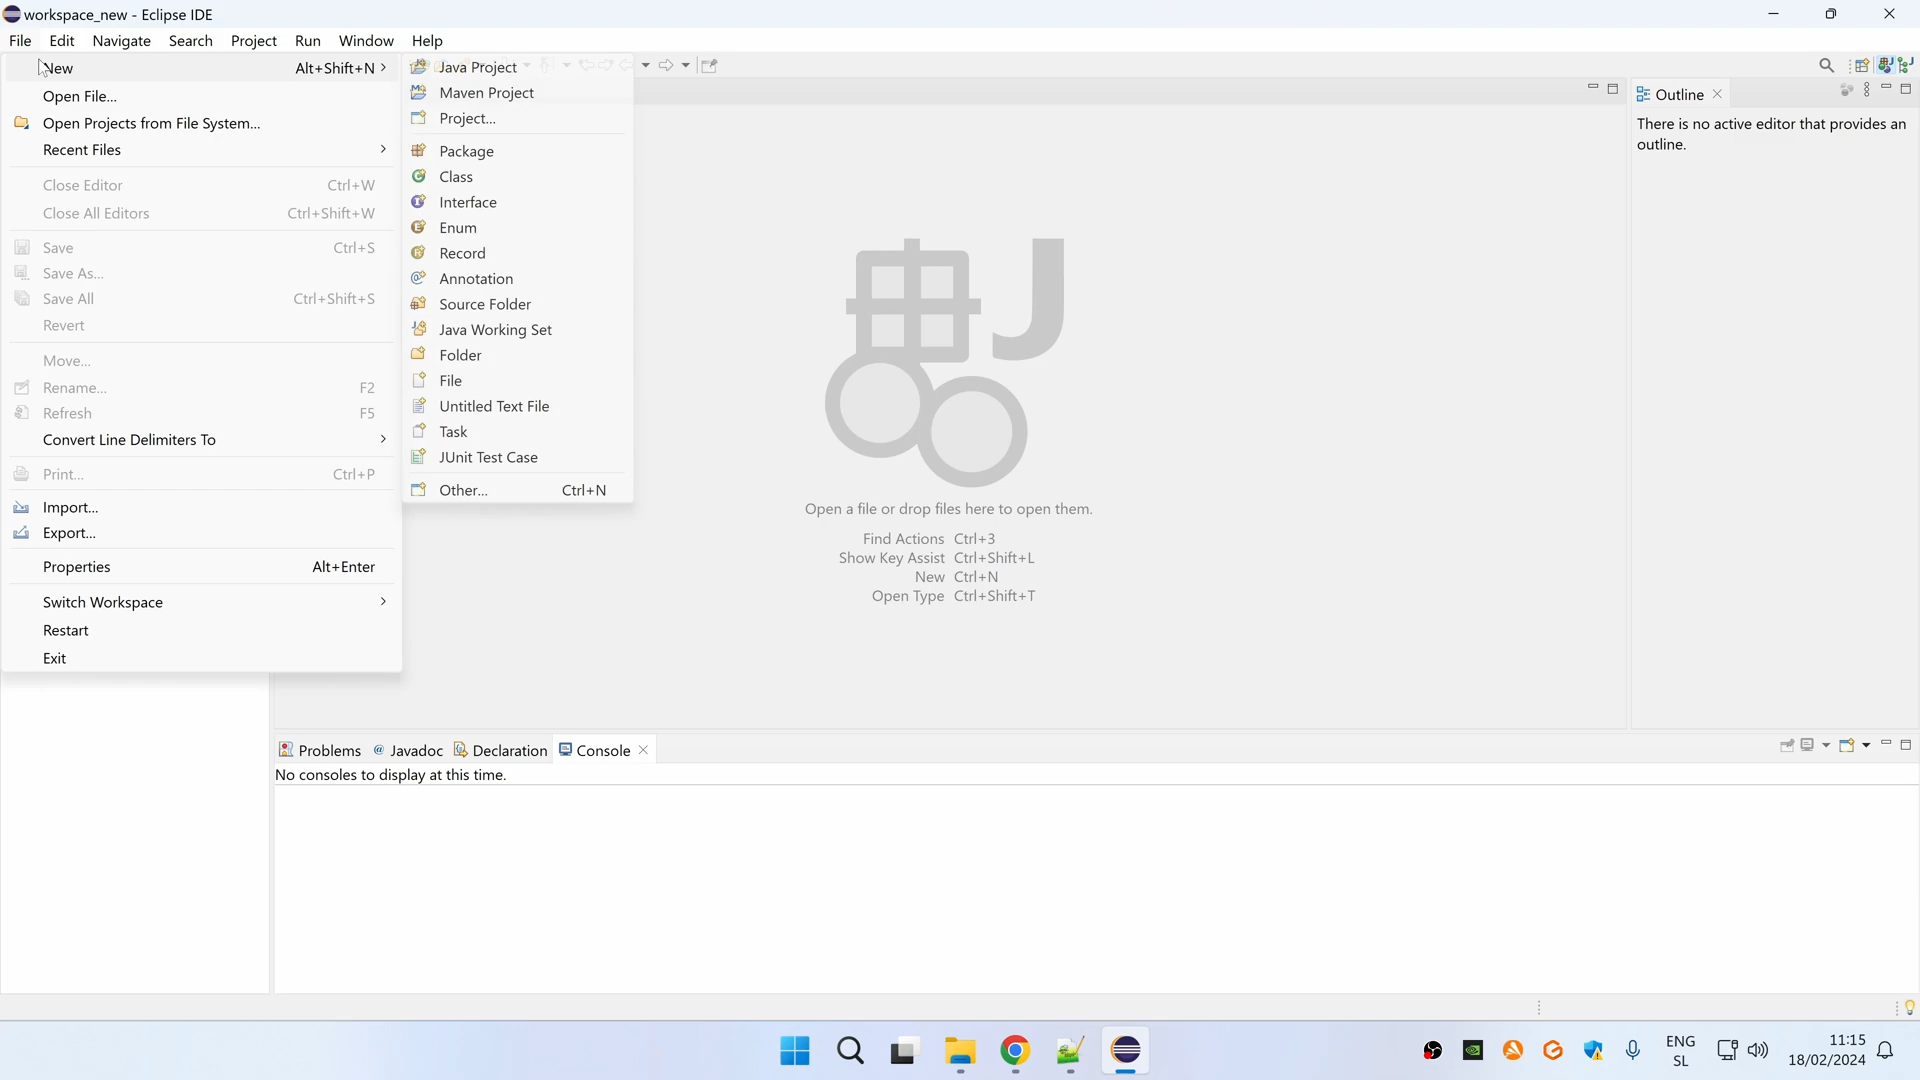 workspace_new - Eclipse IDE
File Edit Navigate Search Project Run Window Help
New Alt+Shift+N
Open File...
Open Projects from File System...
Recent Files
Close Editor Ctrl+W
Close All Editors Ctrl+Shift+W
Save Ctrl+S
Save As...
Save All Ctrl+Shift+S
Revert
Move...
Rename... F2
Refresh F5
Convert Line Delimiters To
Print... Ctrl+P
Import...
Export...
Properties Alt+Enter
Switch Workspace
Restart
Exit
Java Project
Maven Project
Project...
Package
Class
Interface
Enum
Record
Annotation
Source Folder
Java Working Set
Folder
File
Untitled Text File
Task
JUnit Test Case
Other... Ctrl+N
Open a file or drop files here to open them.
Find Actions Ctrl+3
Show Key Assist Ctrl+Shift+L
New Ctrl+N
Open Type Ctrl+Shift+T
Outline
There is no active editor that provides an
outline.
Problems Javadoc Declaration Console
No consoles to display at this time.
ENG
SL
11:15
18/02/2024